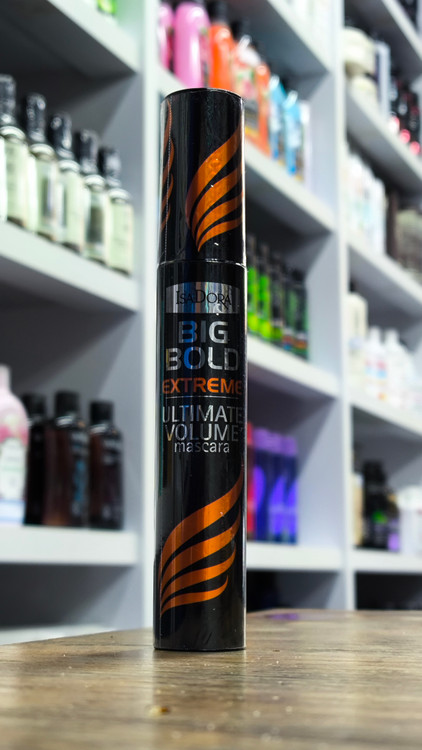 ISADORA
BIG
BOLD
EXTREME
ULTIMATE
VOLUME
mascara